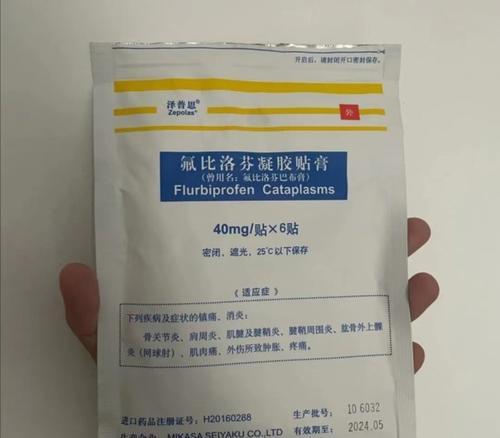 开启后，请封闭开口密封保存。
泽普思®
Zepolas®
外
氟比洛芬凝胶贴膏
（曾用名：氟比洛芬巴布膏）
Flurbiprofen Cataplasms
40mg/贴×6贴
密闭、遮光，25℃以下保存
《适应症》
下列疾病及症状的镇痛、消炎：
骨关节炎、肩周炎、肌腱及腱鞘炎、腱鞘周围炎、肱骨外上髁
炎（网球肘）、肌肉痛、外伤所致肿胀、疼痛。
进口药品注册证号：H20160288
生产批号：
10 6032
MIKASA SEIYAKU CO.,LTD
有效期至：
2024.05